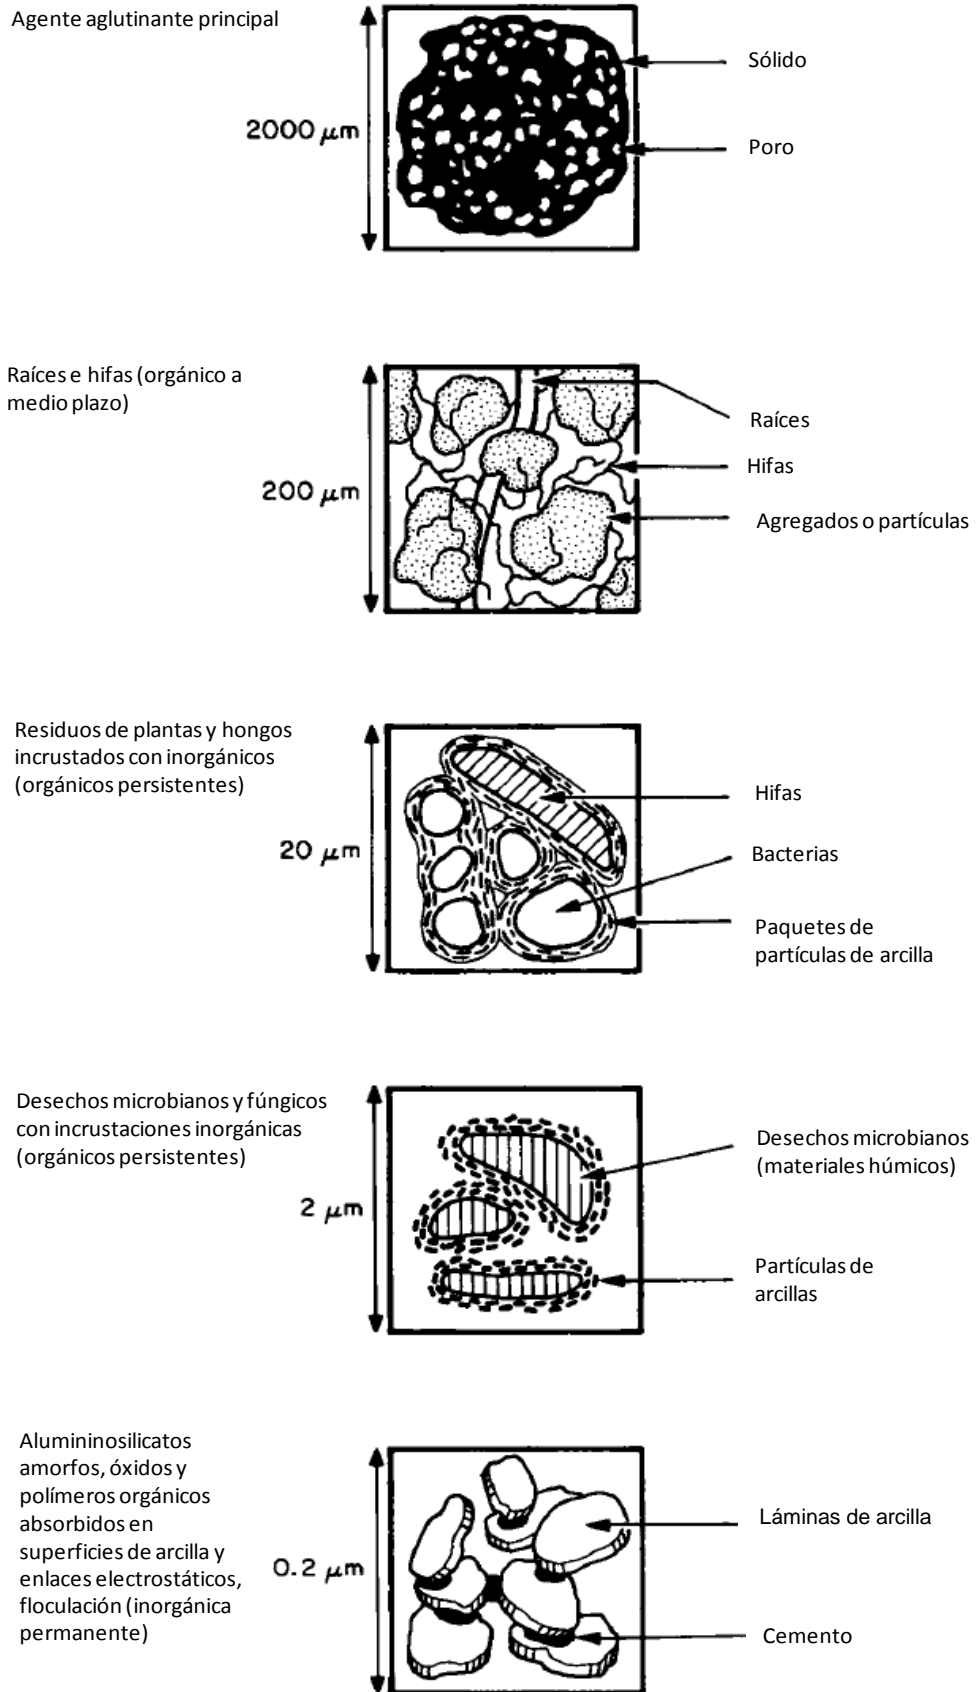 Agente aglutinante principal
Sólido
2000 μm
Poro
Raíces e hifas (orgánico a
medio plazo)
Raíces
Hifas
200 μm
Agregados o partículas
Residuos de plantas y hongos
incrustados con inorgánicos
(orgánicos persistentes)
Hifas
20 μm
Bacterias
Paquetes de
partículas de arcilla
Desechos microbianos y fúngicos
con incrustaciones inorgánicas
(orgánicos persistentes)
Desechos microbianos
(materiales húmicos)
2 μm
Partículas de
arcillas
Alumininosilicatos
amorfos, óxidos y
polímeros orgánicos
absorbidos en
superficies de arcilla y
enlaces electrostáticos,
floculación (inorgánica
permanente)
Láminas de arcilla
0.2 μm
Cemento